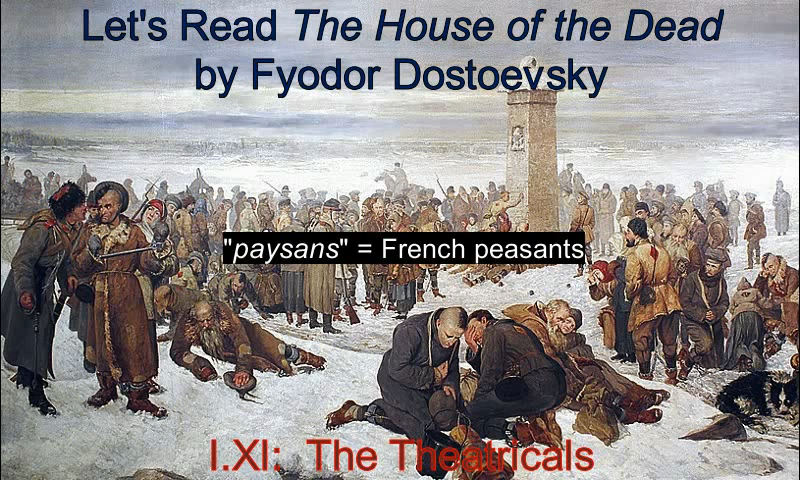 Let's Read The House of the Dead
by Fyodor Dostoevsky
"paysans" = French peasants
I.XI: The Theatricals